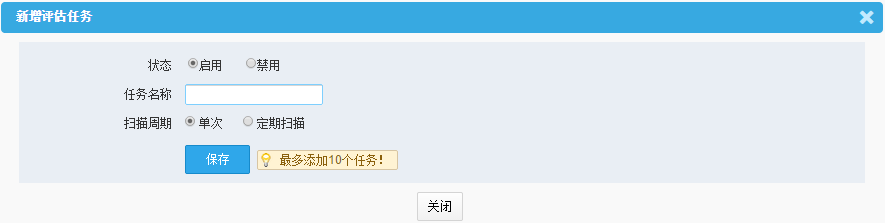 新增评估任务
状态 启用 禁用
任务名称
扫描周期 单次 定期扫描
保存 最多添加10个任务!
关闭